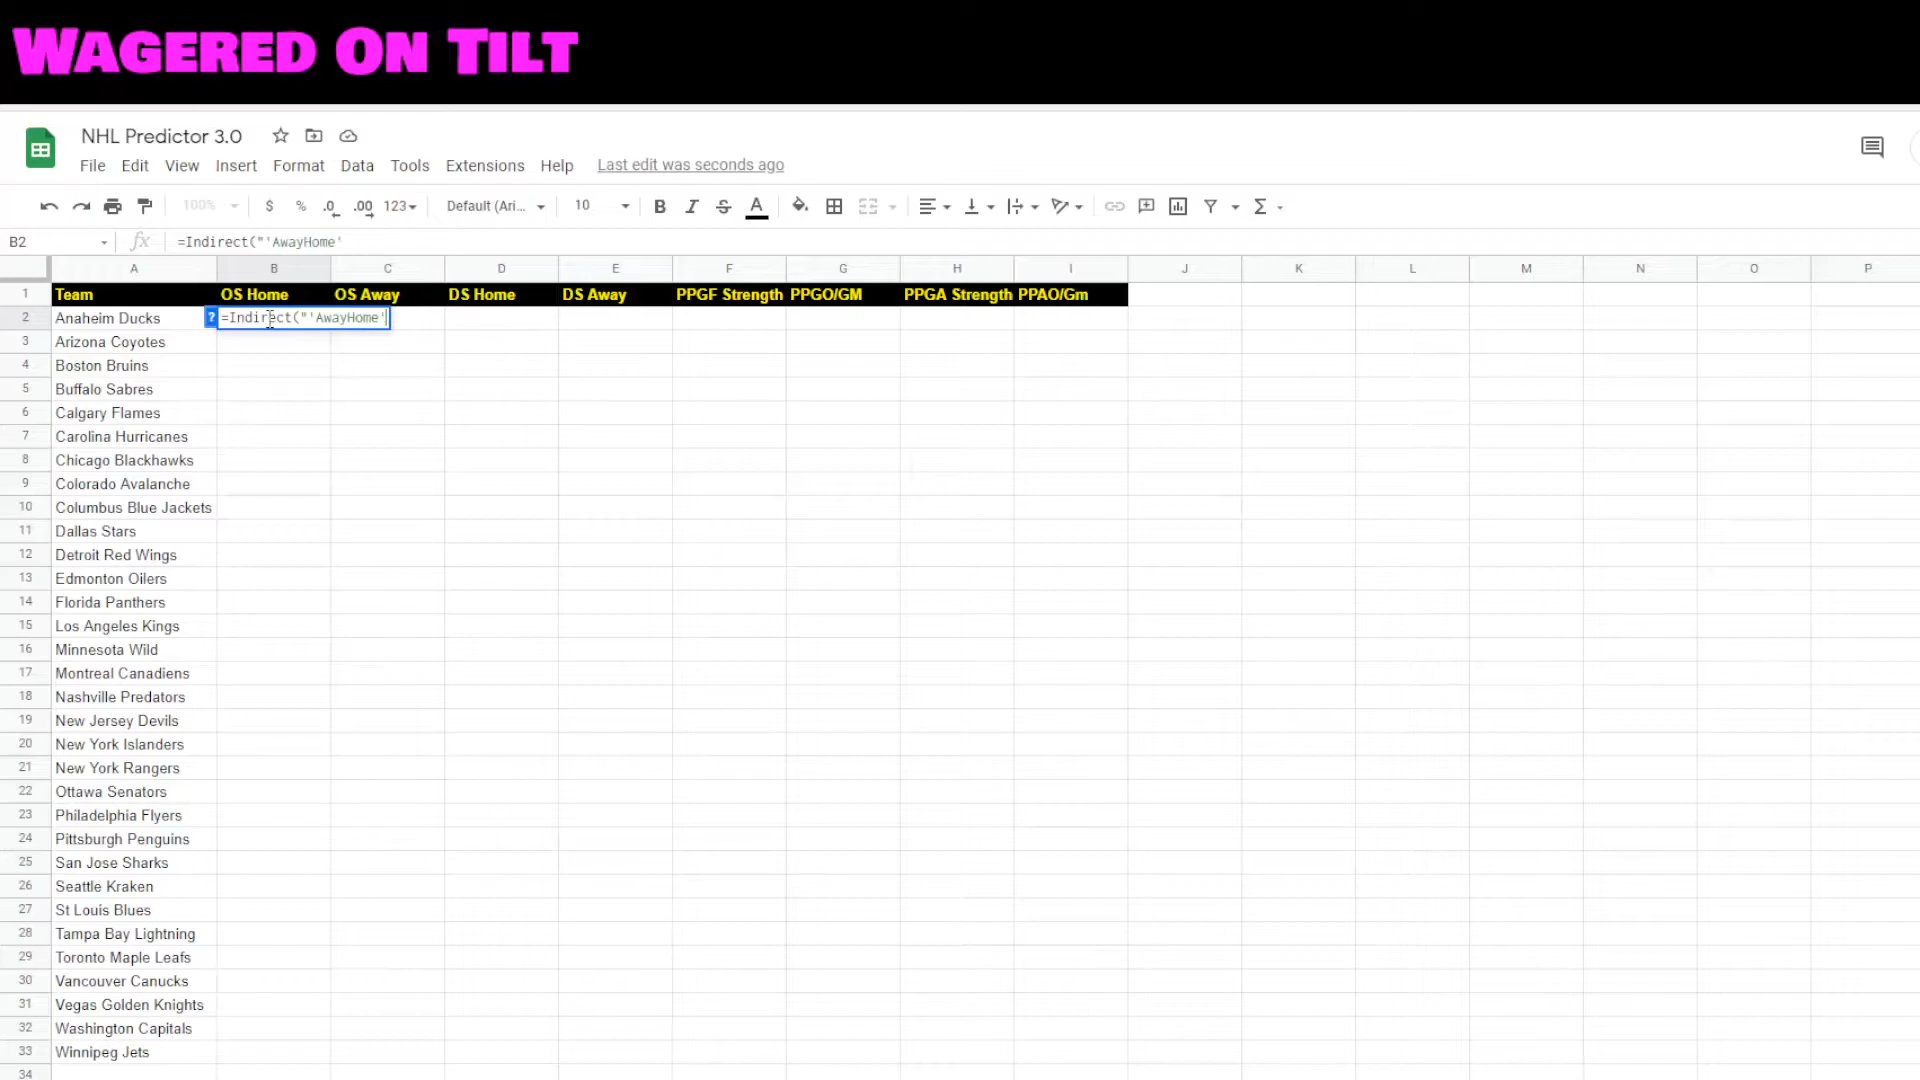 WAGERED ON TILT
NHL Predictor 3.0
File Edit View Insert Format Data Tools Extensions Help Last edit was seconds ago
100% $ % .0 .00 123 Default (Ari... 10 B I S A Σ
B2 fx =Indirect("'AwayHome'
A B C D E F G H I J K L M N O P
1 Team OS Home OS Away DS Home DS Away PPGF Strength PPGO/GM PPGA Strength PPAO/Gm
2 Anaheim Ducks ? =Indirect("'AwayHome'
3 Arizona Coyotes
4 Boston Bruins
5 Buffalo Sabres
6 Calgary Flames
7 Carolina Hurricanes
8 Chicago Blackhawks
9 Colorado Avalanche
10 Columbus Blue Jackets
11 Dallas Stars
12 Detroit Red Wings
13 Edmonton Oilers
14 Florida Panthers
15 Los Angeles Kings
16 Minnesota Wild
17 Montreal Canadiens
18 Nashville Predators
19 New Jersey Devils
20 New York Islanders
21 New York Rangers
22 Ottawa Senators
23 Philadelphia Flyers
24 Pittsburgh Penguins
25 San Jose Sharks
26 Seattle Kraken
27 St Louis Blues
28 Tampa Bay Lightning
29 Toronto Maple Leafs
30 Vancouver Canucks
31 Vegas Golden Knights
32 Washington Capitals
33 Winnipeg Jets
34